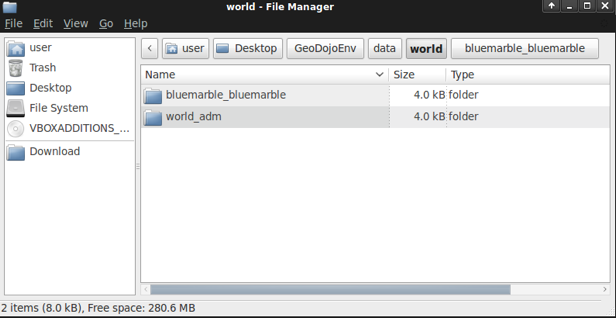 world - File Manager
File Edit View Go Help
user Desktop GeoDojoEnv data world bluemarble_bluemarble
user
Trash
Desktop
File System
VBOXADDITIONS_...
Download
Name Size Type
bluemarble_bluemarble 4.0 kB folder
world_adm 4.0 kB folder
2 items (8.0 kB), Free space: 280.6 MB